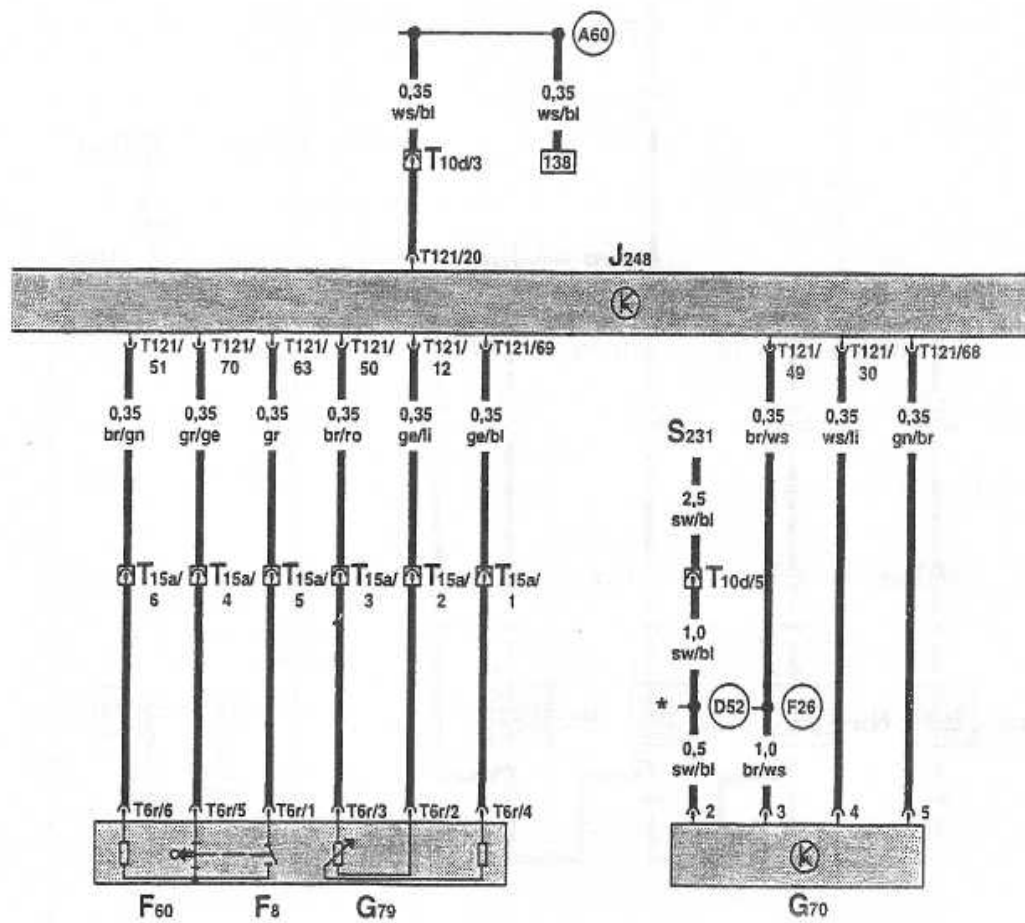 A60
0,35 0,35
ws/bl ws/bl
T10d/3 138
T121/20 J248
T121/ T121/ T121/ T121/ T121/ T121/69 T121/ T121/ T121/68
51 70 63 50 12 49 30
0,35 0,35 0,35 0,35 0,35 0,35 0,35 0,35 0,35
br/gn gr/ge gr br/ro ge/li ge/bl br/ws ws/li gn/br
S231
2,5
sw/bl
T15a/ T15a/ T15a/ T15a/ T15a/ T15a/ T10d/5
6 4 5 3 2 1
1,0
sw/bl
* D52 F26
0,5 1,0
sw/bl br/ws
T6r/6 T6r/5 T6r/1 T6r/3 T6r/2 T6r/4 2 3 4 5
F60 F8 G79 G70